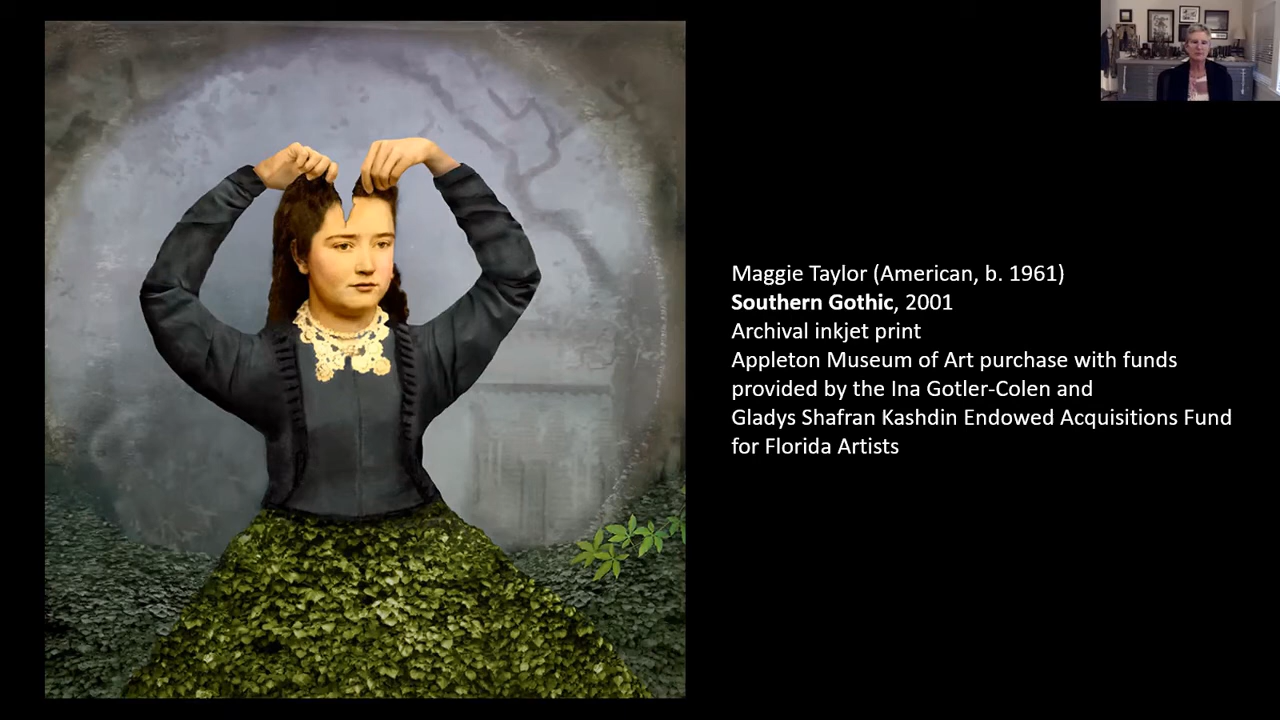 Maggie Taylor (American, b. 1961)
Southern Gothic, 2001
Archival inkjet print
Appleton Museum of Art purchase with funds
provided by the Ina Gotler-Colen and
Gladys Shafran Kashdin Endowed Acquisitions Fund
for Florida Artists